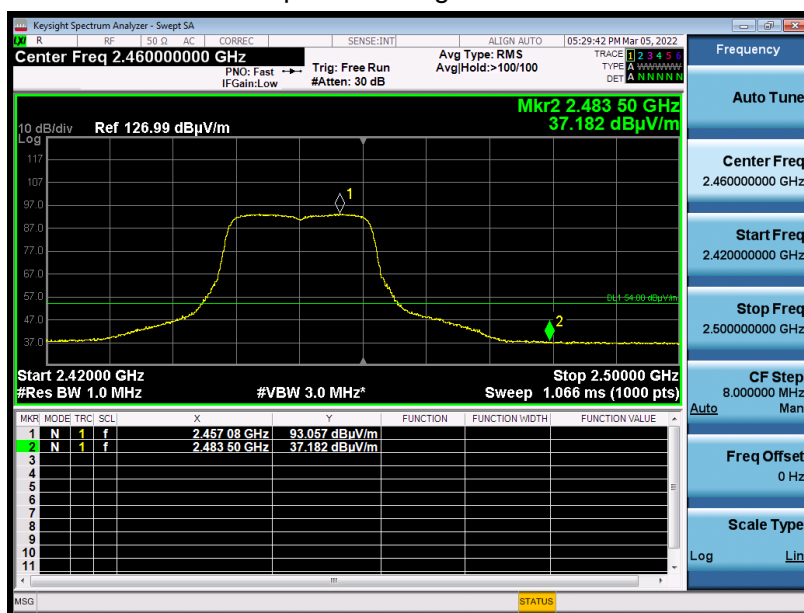 Keysight Spectrum Analyzer - Swept SA
LXI R RF 50 Ω AC CORREC SENSE:INT ALIGN AUTO 05:29:42 PM Mar 05, 2022
Center Freq 2.460000000 GHz
PNO: Fast
IFGain:Low
Trig: Free Run
#Atten: 30 dB
Avg Type: RMS
Avg|Hold:>100/100
TRACE 1 2 3 4 5 6
TYPE A WWWWW
DET A N N N N N
Mkr2 2.483 50 GHz
37.182 dBµV/m
10 dB/div Ref 126.99 dBµV/m
Log
117
107
97.0
87.0
77.0
67.0
57.0
47.0
37.0
1
2
DL1 54.00 dBµV/m
Start 2.42000 GHz Stop 2.50000 GHz
#Res BW 1.0 MHz #VBW 3.0 MHz* Sweep 1.066 ms (1000 pts)
MKR MODE TRC SCL X Y FUNCTION FUNCTION WIDTH FUNCTION VALUE
1 N 1 f 2.457 08 GHz 93.057 dBµV/m
2 N 1 f 2.483 50 GHz 37.182 dBµV/m
3
4
5
6
7
8
9
10
11
MSG STATUS
Frequency
Auto Tune
Center Freq
2.460000000 GHz
Start Freq
2.420000000 GHz
Stop Freq
2.500000000 GHz
CF Step
8.000000 MHz
Auto Man
Freq Offset
0 Hz
Scale Type
Log Lin